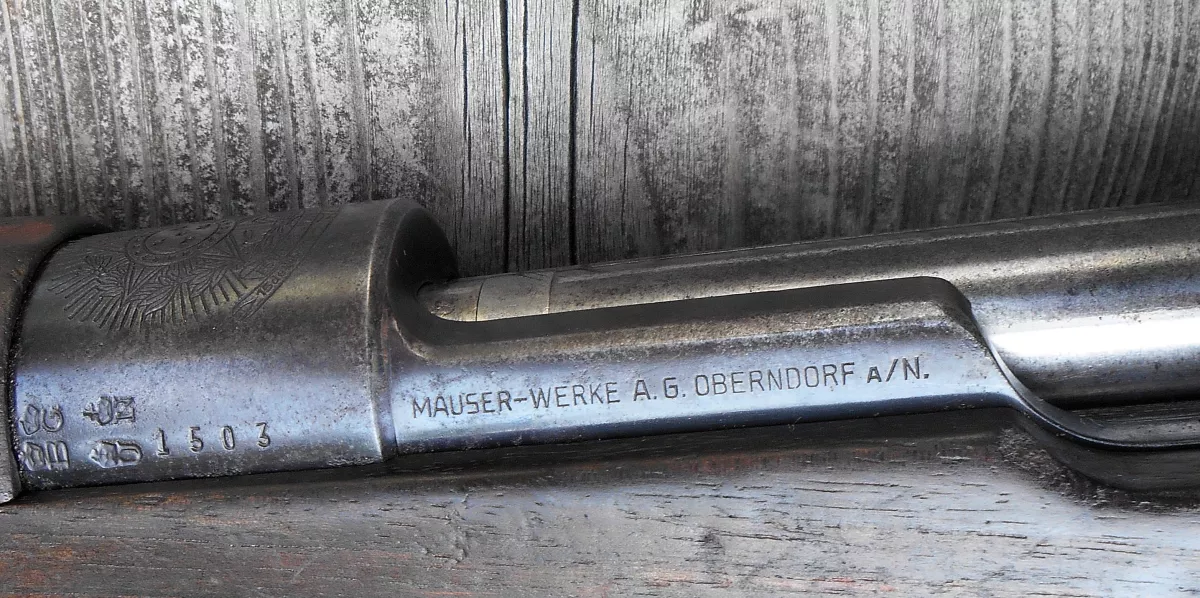 1503
MAUSER-WERKE A.G. OBERNDORF A/N.